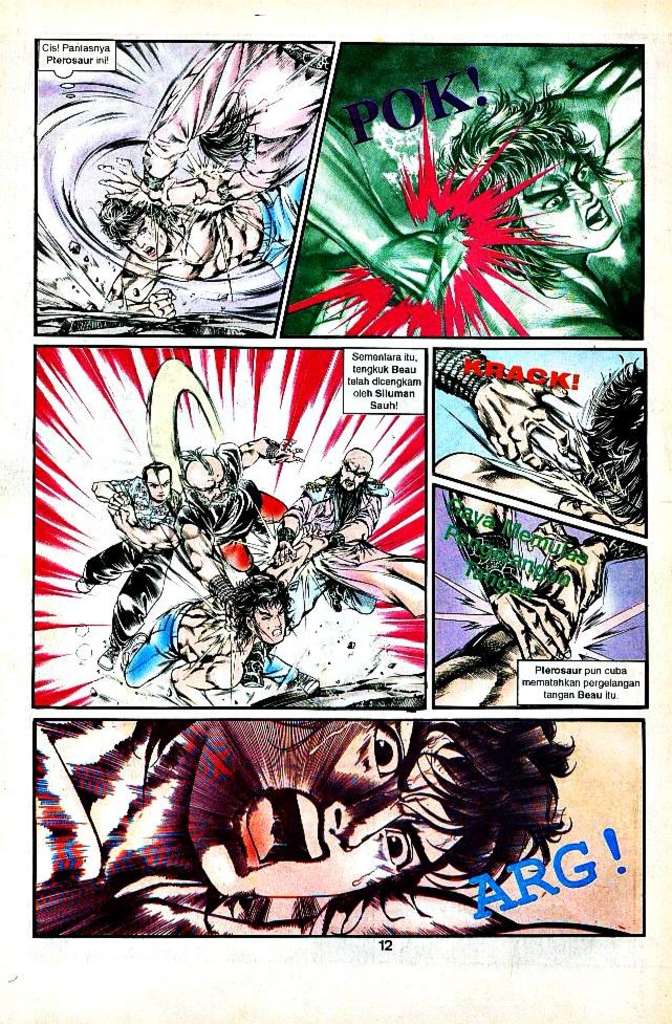 Cis! Pantasnya
Pterosaur ini!
POK!
Sementara itu,
tengkuk Beau
telah dicengkam
oleh Siluman
Sauh!
KRACK!
Gaya Memulas
Pergelangan
Tangan
Pterosaur pun cuba
mematahkan pergelangan
tangan Beau itu.
ARG!
12